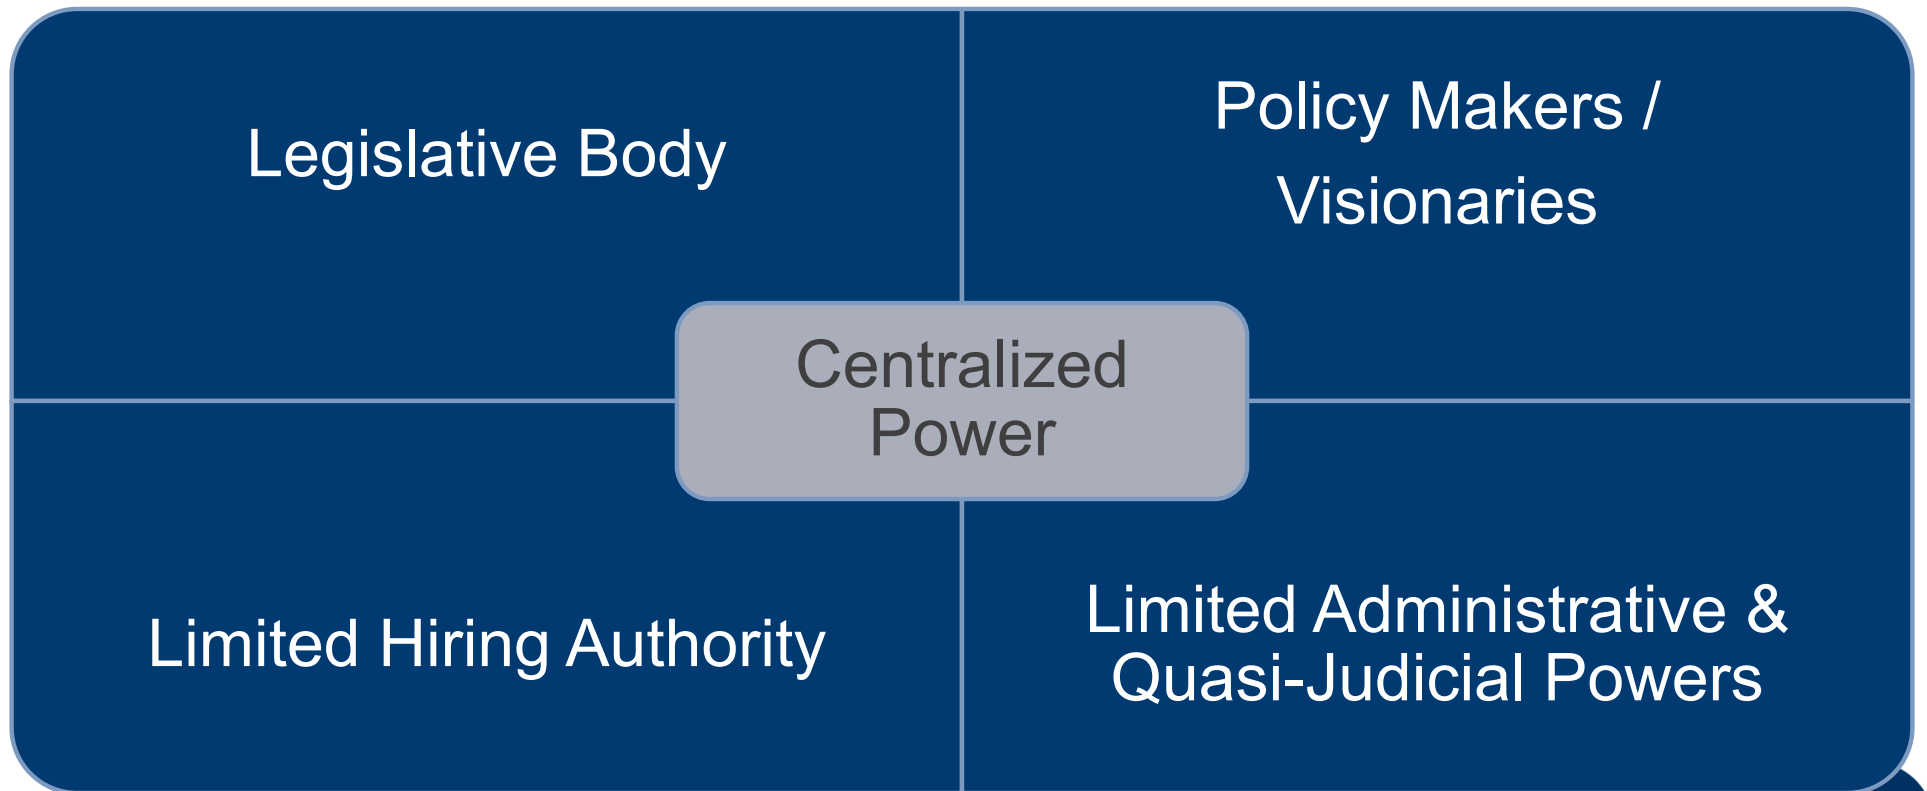 Legislative Body
Policy Makers /
Visionaries
Centralized
Power
Limited Hiring Authority
Limited Administrative &
Quasi-Judicial Powers